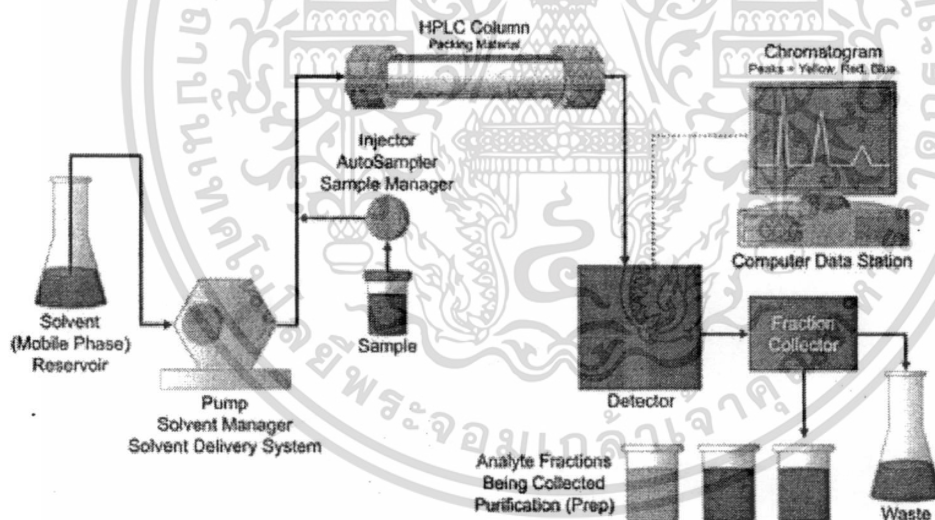 HPLC Column
Packing Material
Chromatogram
Peaks = Yellow, Red, Blue
Injector
AutoSampler
Sample Manager
Computer Data Station
Solvent
(Mobile Phase)
Reservoir
Sample
Fraction
Collector
Pump
Solvent Manager
Solvent Delivery System
Detector
Analyte Fractions
Being Collected
Purification (Prep)
Waste